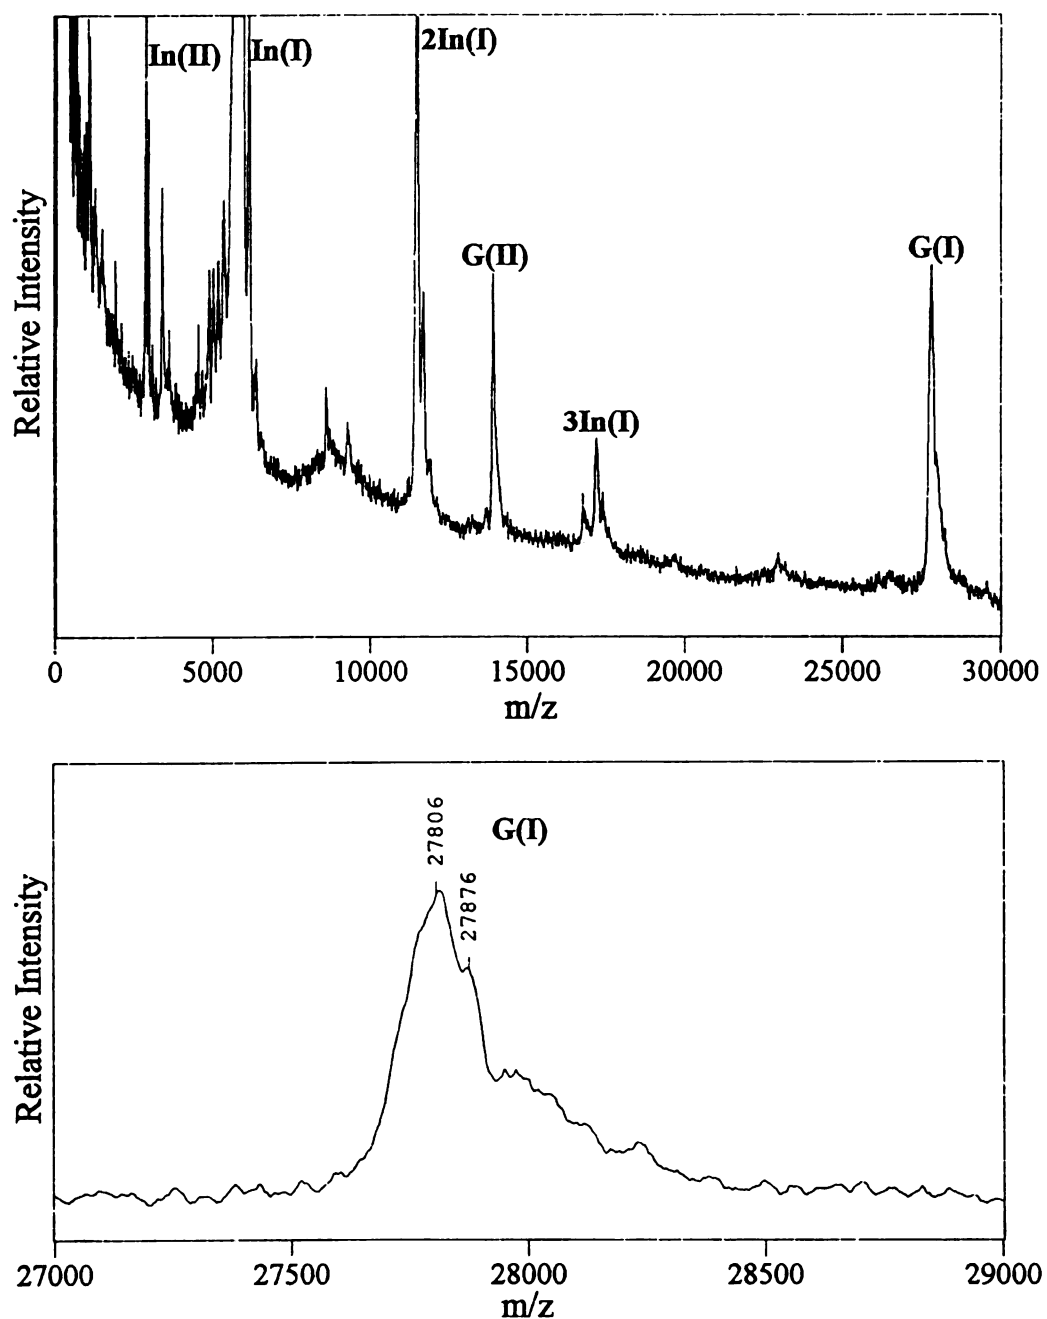 In(II)
In(I)
2In(I)
G(II)
3In(I)
G(I)
Relative Intensity
0
5000
10000
15000
20000
25000
30000
m/z
27806
27876
G(I)
Relative Intensity
27000
27500
28000
28500
29000
m/z